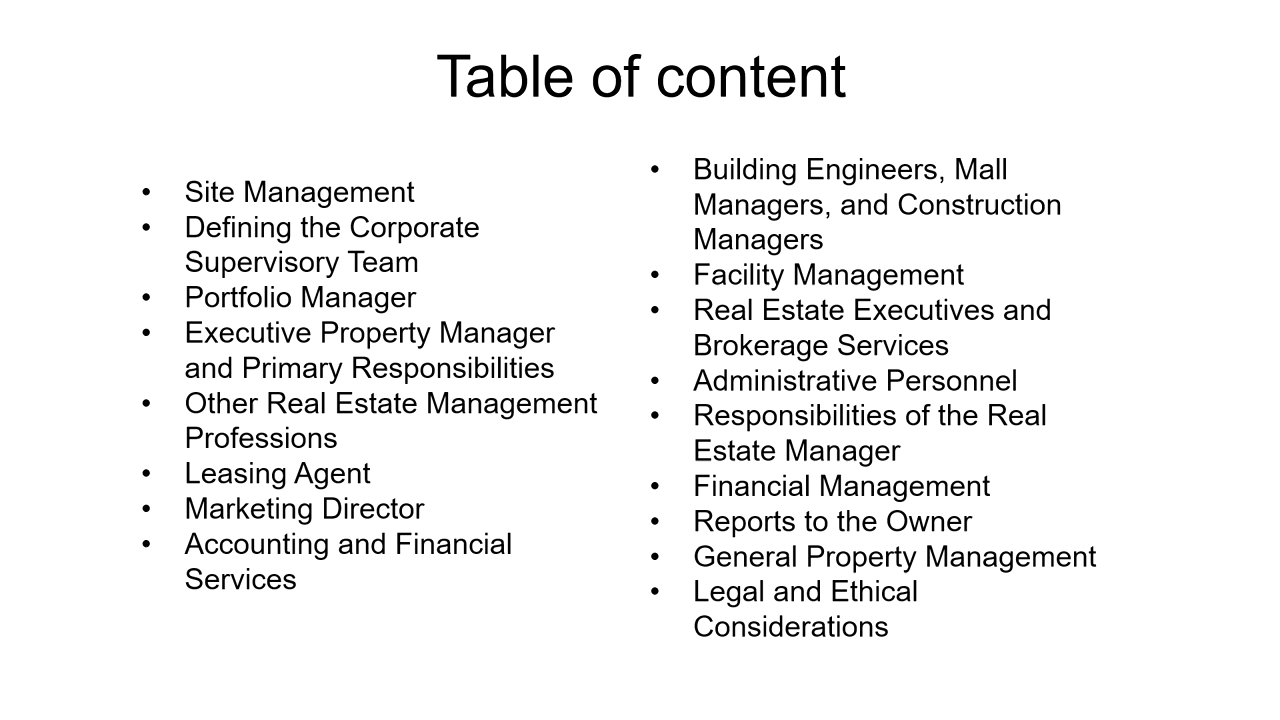 Table of content
• Site Management
• Defining the Corporate
Supervisory Team
• Portfolio Manager
• Executive Property Manager
and Primary Responsibilities
• Other Real Estate Management
Professions
• Leasing Agent
• Marketing Director
• Accounting and Financial
Services
• Building Engineers, Mall
Managers, and Construction
Managers
• Facility Management
• Real Estate Executives and
Brokerage Services
• Administrative Personnel
• Responsibilities of the Real
Estate Manager
• Financial Management
• Reports to the Owner
• General Property Management
• Legal and Ethical
Considerations